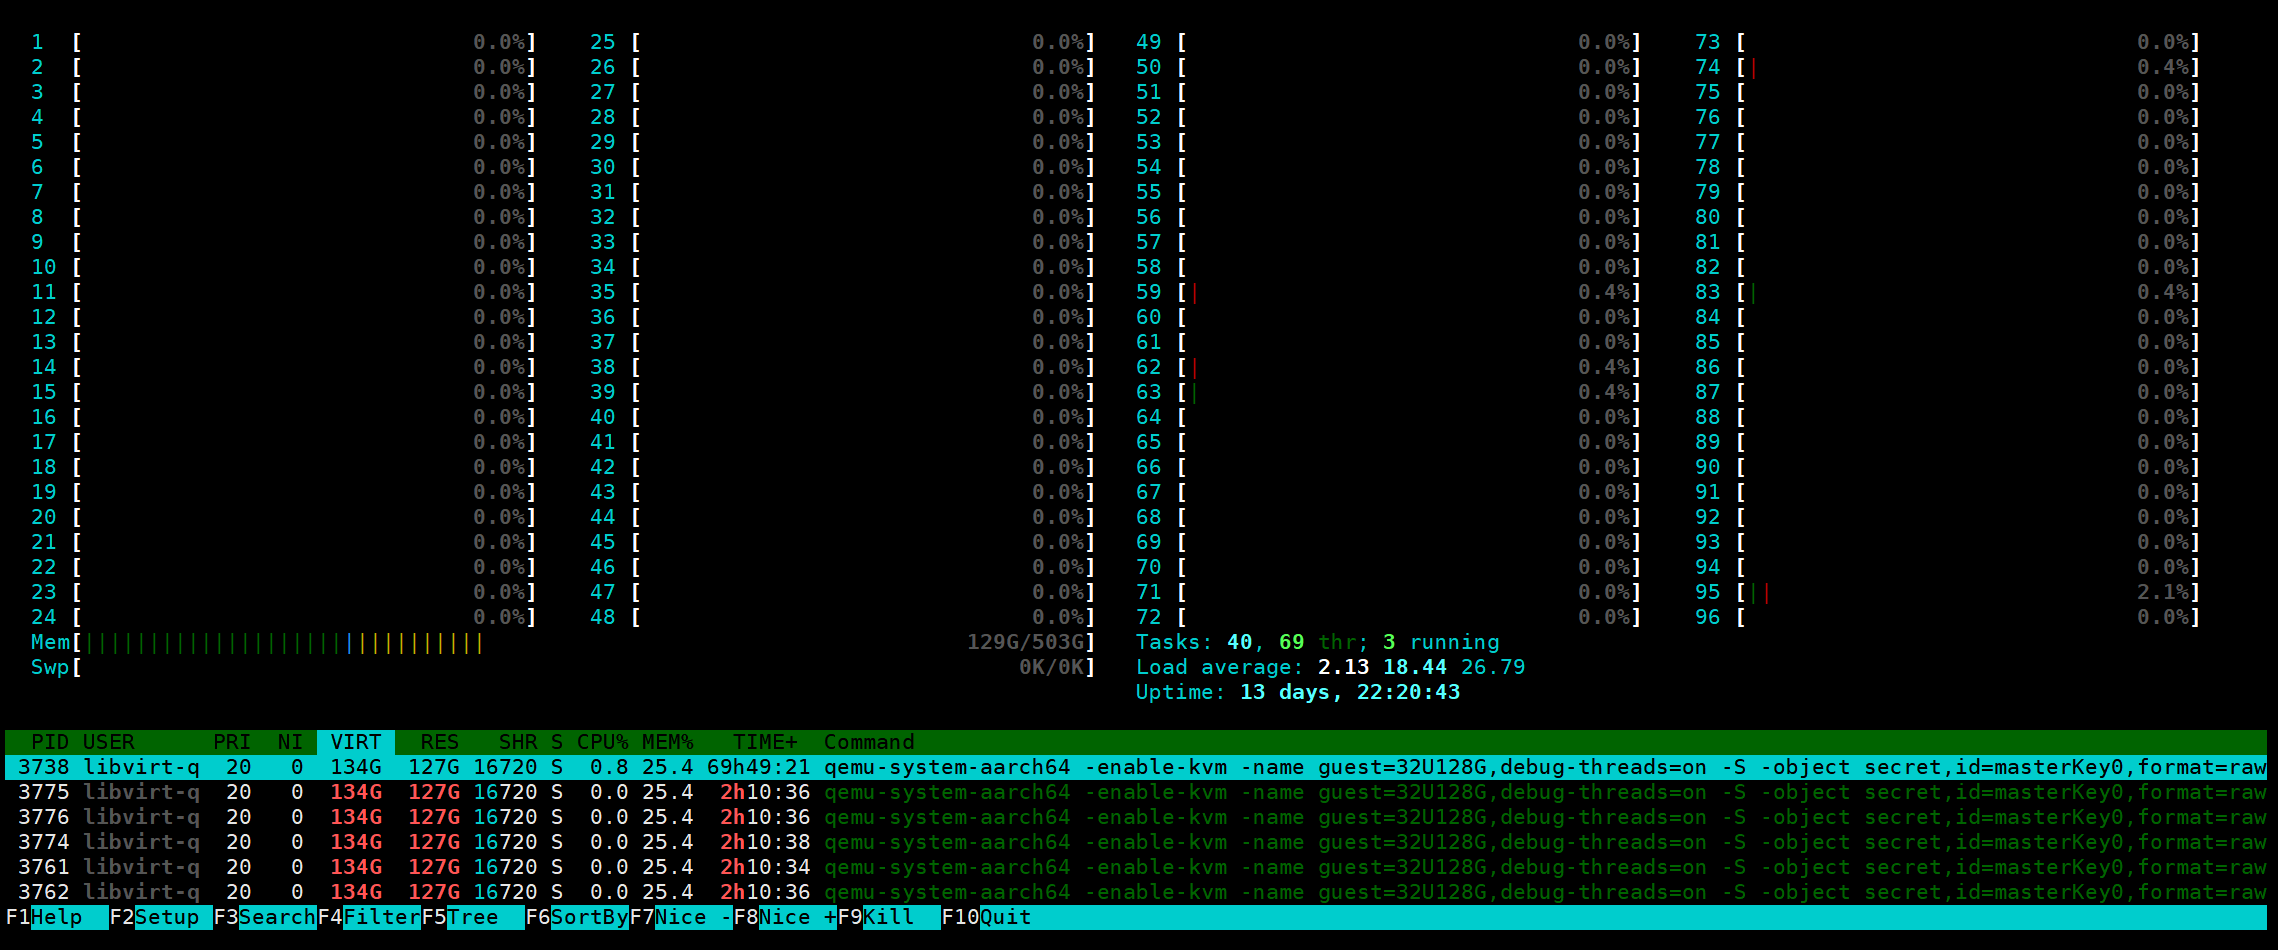 1 [ 0.0%] 25 [ 0.0%] 49 [ 0.0%] 73 [ 0.0%]
2 [ 0.0%] 26 [ 0.0%] 50 [ 0.0%] 74 [| 0.4%]
3 [ 0.0%] 27 [ 0.0%] 51 [ 0.0%] 75 [ 0.0%]
4 [ 0.0%] 28 [ 0.0%] 52 [ 0.0%] 76 [ 0.0%]
5 [ 0.0%] 29 [ 0.0%] 53 [ 0.0%] 77 [ 0.0%]
6 [ 0.0%] 30 [ 0.0%] 54 [ 0.0%] 78 [ 0.0%]
7 [ 0.0%] 31 [ 0.0%] 55 [ 0.0%] 79 [ 0.0%]
8 [ 0.0%] 32 [ 0.0%] 56 [ 0.0%] 80 [ 0.0%]
9 [ 0.0%] 33 [ 0.0%] 57 [ 0.0%] 81 [ 0.0%]
10 [ 0.0%] 34 [ 0.0%] 58 [ 0.0%] 82 [ 0.0%]
11 [ 0.0%] 35 [ 0.0%] 59 [| 0.4%] 83 [| 0.4%]
12 [ 0.0%] 36 [ 0.0%] 60 [ 0.0%] 84 [ 0.0%]
13 [ 0.0%] 37 [ 0.0%] 61 [ 0.0%] 85 [ 0.0%]
14 [ 0.0%] 38 [ 0.0%] 62 [| 0.4%] 86 [ 0.0%]
15 [ 0.0%] 39 [ 0.0%] 63 [| 0.4%] 87 [ 0.0%]
16 [ 0.0%] 40 [ 0.0%] 64 [ 0.0%] 88 [ 0.0%]
17 [ 0.0%] 41 [ 0.0%] 65 [ 0.0%] 89 [ 0.0%]
18 [ 0.0%] 42 [ 0.0%] 66 [ 0.0%] 90 [ 0.0%]
19 [ 0.0%] 43 [ 0.0%] 67 [ 0.0%] 91 [ 0.0%]
20 [ 0.0%] 44 [ 0.0%] 68 [ 0.0%] 92 [ 0.0%]
21 [ 0.0%] 45 [ 0.0%] 69 [ 0.0%] 93 [ 0.0%]
22 [ 0.0%] 46 [ 0.0%] 70 [ 0.0%] 94 [ 0.0%]
23 [ 0.0%] 47 [ 0.0%] 71 [ 0.0%] 95 [|| 2.1%]
24 [ 0.0%] 48 [ 0.0%] 72 [ 0.0%] 96 [ 0.0%]
Mem[||||||||||||||||||||||||||||||| 129G/503G] Tasks: 40, 69 thr; 3 running
Swp[ 0K/0K] Load average: 2.13 18.44 26.79
Uptime: 13 days, 22:20:43
PID USER PRI NI VIRT RES SHR S CPU% MEM% TIME+ Command
3738 libvirt-q 20 0 134G 127G 16720 S 0.8 25.4 69h49:21 qemu-system-aarch64 -enable-kvm -name guest=32U128G,debug-threads=on -S -object secret,id=masterKey0,format=raw
3775 libvirt-q 20 0 134G 127G 16720 S 0.0 25.4 2h10:36 qemu-system-aarch64 -enable-kvm -name guest=32U128G,debug-threads=on -S -object secret,id=masterKey0,format=raw
3776 libvirt-q 20 0 134G 127G 16720 S 0.0 25.4 2h10:36 qemu-system-aarch64 -enable-kvm -name guest=32U128G,debug-threads=on -S -object secret,id=masterKey0,format=raw
3774 libvirt-q 20 0 134G 127G 16720 S 0.0 25.4 2h10:38 qemu-system-aarch64 -enable-kvm -name guest=32U128G,debug-threads=on -S -object secret,id=masterKey0,format=raw
3761 libvirt-q 20 0 134G 127G 16720 S 0.0 25.4 2h10:34 qemu-system-aarch64 -enable-kvm -name guest=32U128G,debug-threads=on -S -object secret,id=masterKey0,format=raw
3762 libvirt-q 20 0 134G 127G 16720 S 0.0 25.4 2h10:36 qemu-system-aarch64 -enable-kvm -name guest=32U128G,debug-threads=on -S -object secret,id=masterKey0,format=raw
F1Help F2Setup F3SearchF4FilterF5Tree F6SortByF7Nice -F8Nice +F9Kill F10Quit